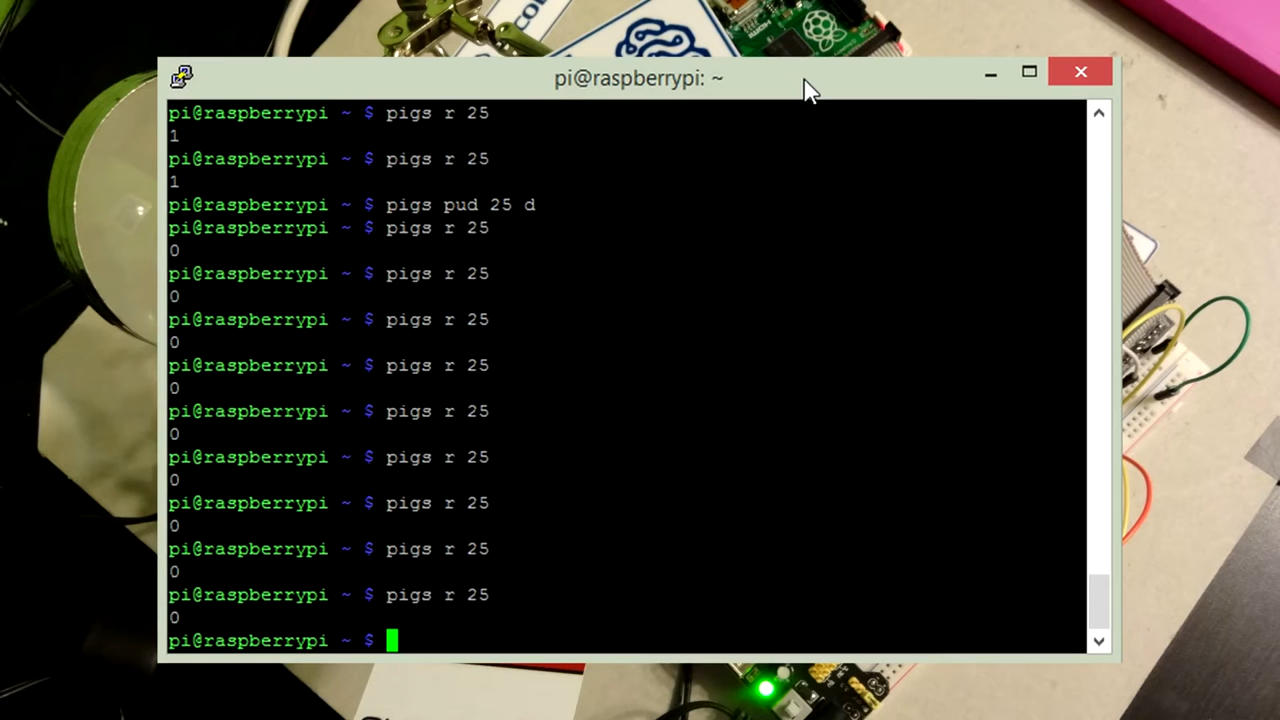 COL
pi@raspberrypi: ~
pi@raspberrypi ~ $ pigs r 25
1
pi@raspberrypi ~ $ pigs r 25
1
pi@raspberrypi ~ $ pigs pud 25 d
pi@raspberrypi ~ $ pigs r 25
0
pi@raspberrypi ~ $ pigs r 25
0
pi@raspberrypi ~ $ pigs r 25
0
pi@raspberrypi ~ $ pigs r 25
0
pi@raspberrypi ~ $ pigs r 25
0
pi@raspberrypi ~ $ pigs r 25
0
pi@raspberrypi ~ $ pigs r 25
0
pi@raspberrypi ~ $ pigs r 25
0
pi@raspberrypi ~ $ pigs r 25
0
pi@raspberrypi ~ $